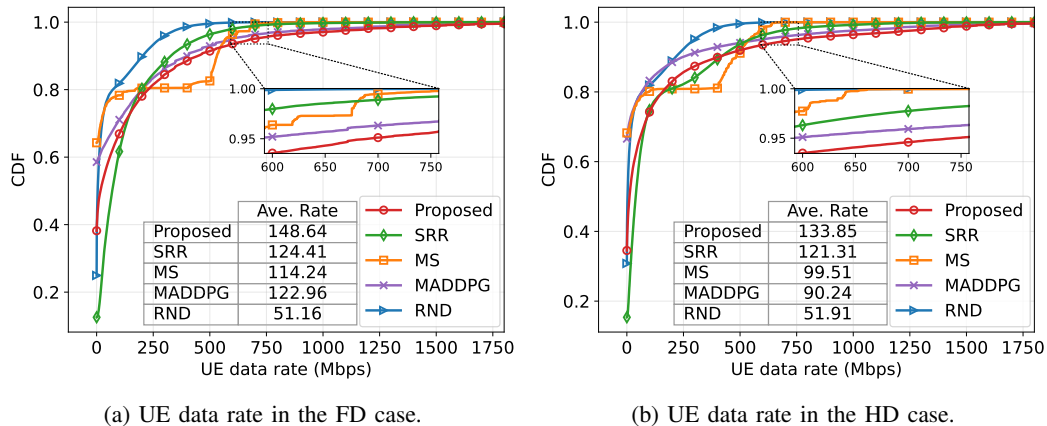 1.0
0.8
0.6
0.4
0.2
CDF
0 250 500 750 1000 1250 1500 1750
UE data rate (Mbps)
1.00
0.95
600 650 700 750
Ave. Rate
Proposed 148.64
SRR 124.41
MS 114.24
MADDPG 122.96
RND 51.16
Proposed
SRR
MS
MADDPG
RND
(a) UE data rate in the FD case.
1.0
0.8
0.6
0.4
0.2
CDF
0 250 500 750 1000 1250 1500 1750
UE data rate (Mbps)
1.00
0.95
600 650 700 750
Ave. Rate
Proposed 133.85
SRR 121.31
MS 99.51
MADDPG 90.24
RND 51.91
Proposed
SRR
MS
MADDPG
RND
(b) UE data rate in the HD case.